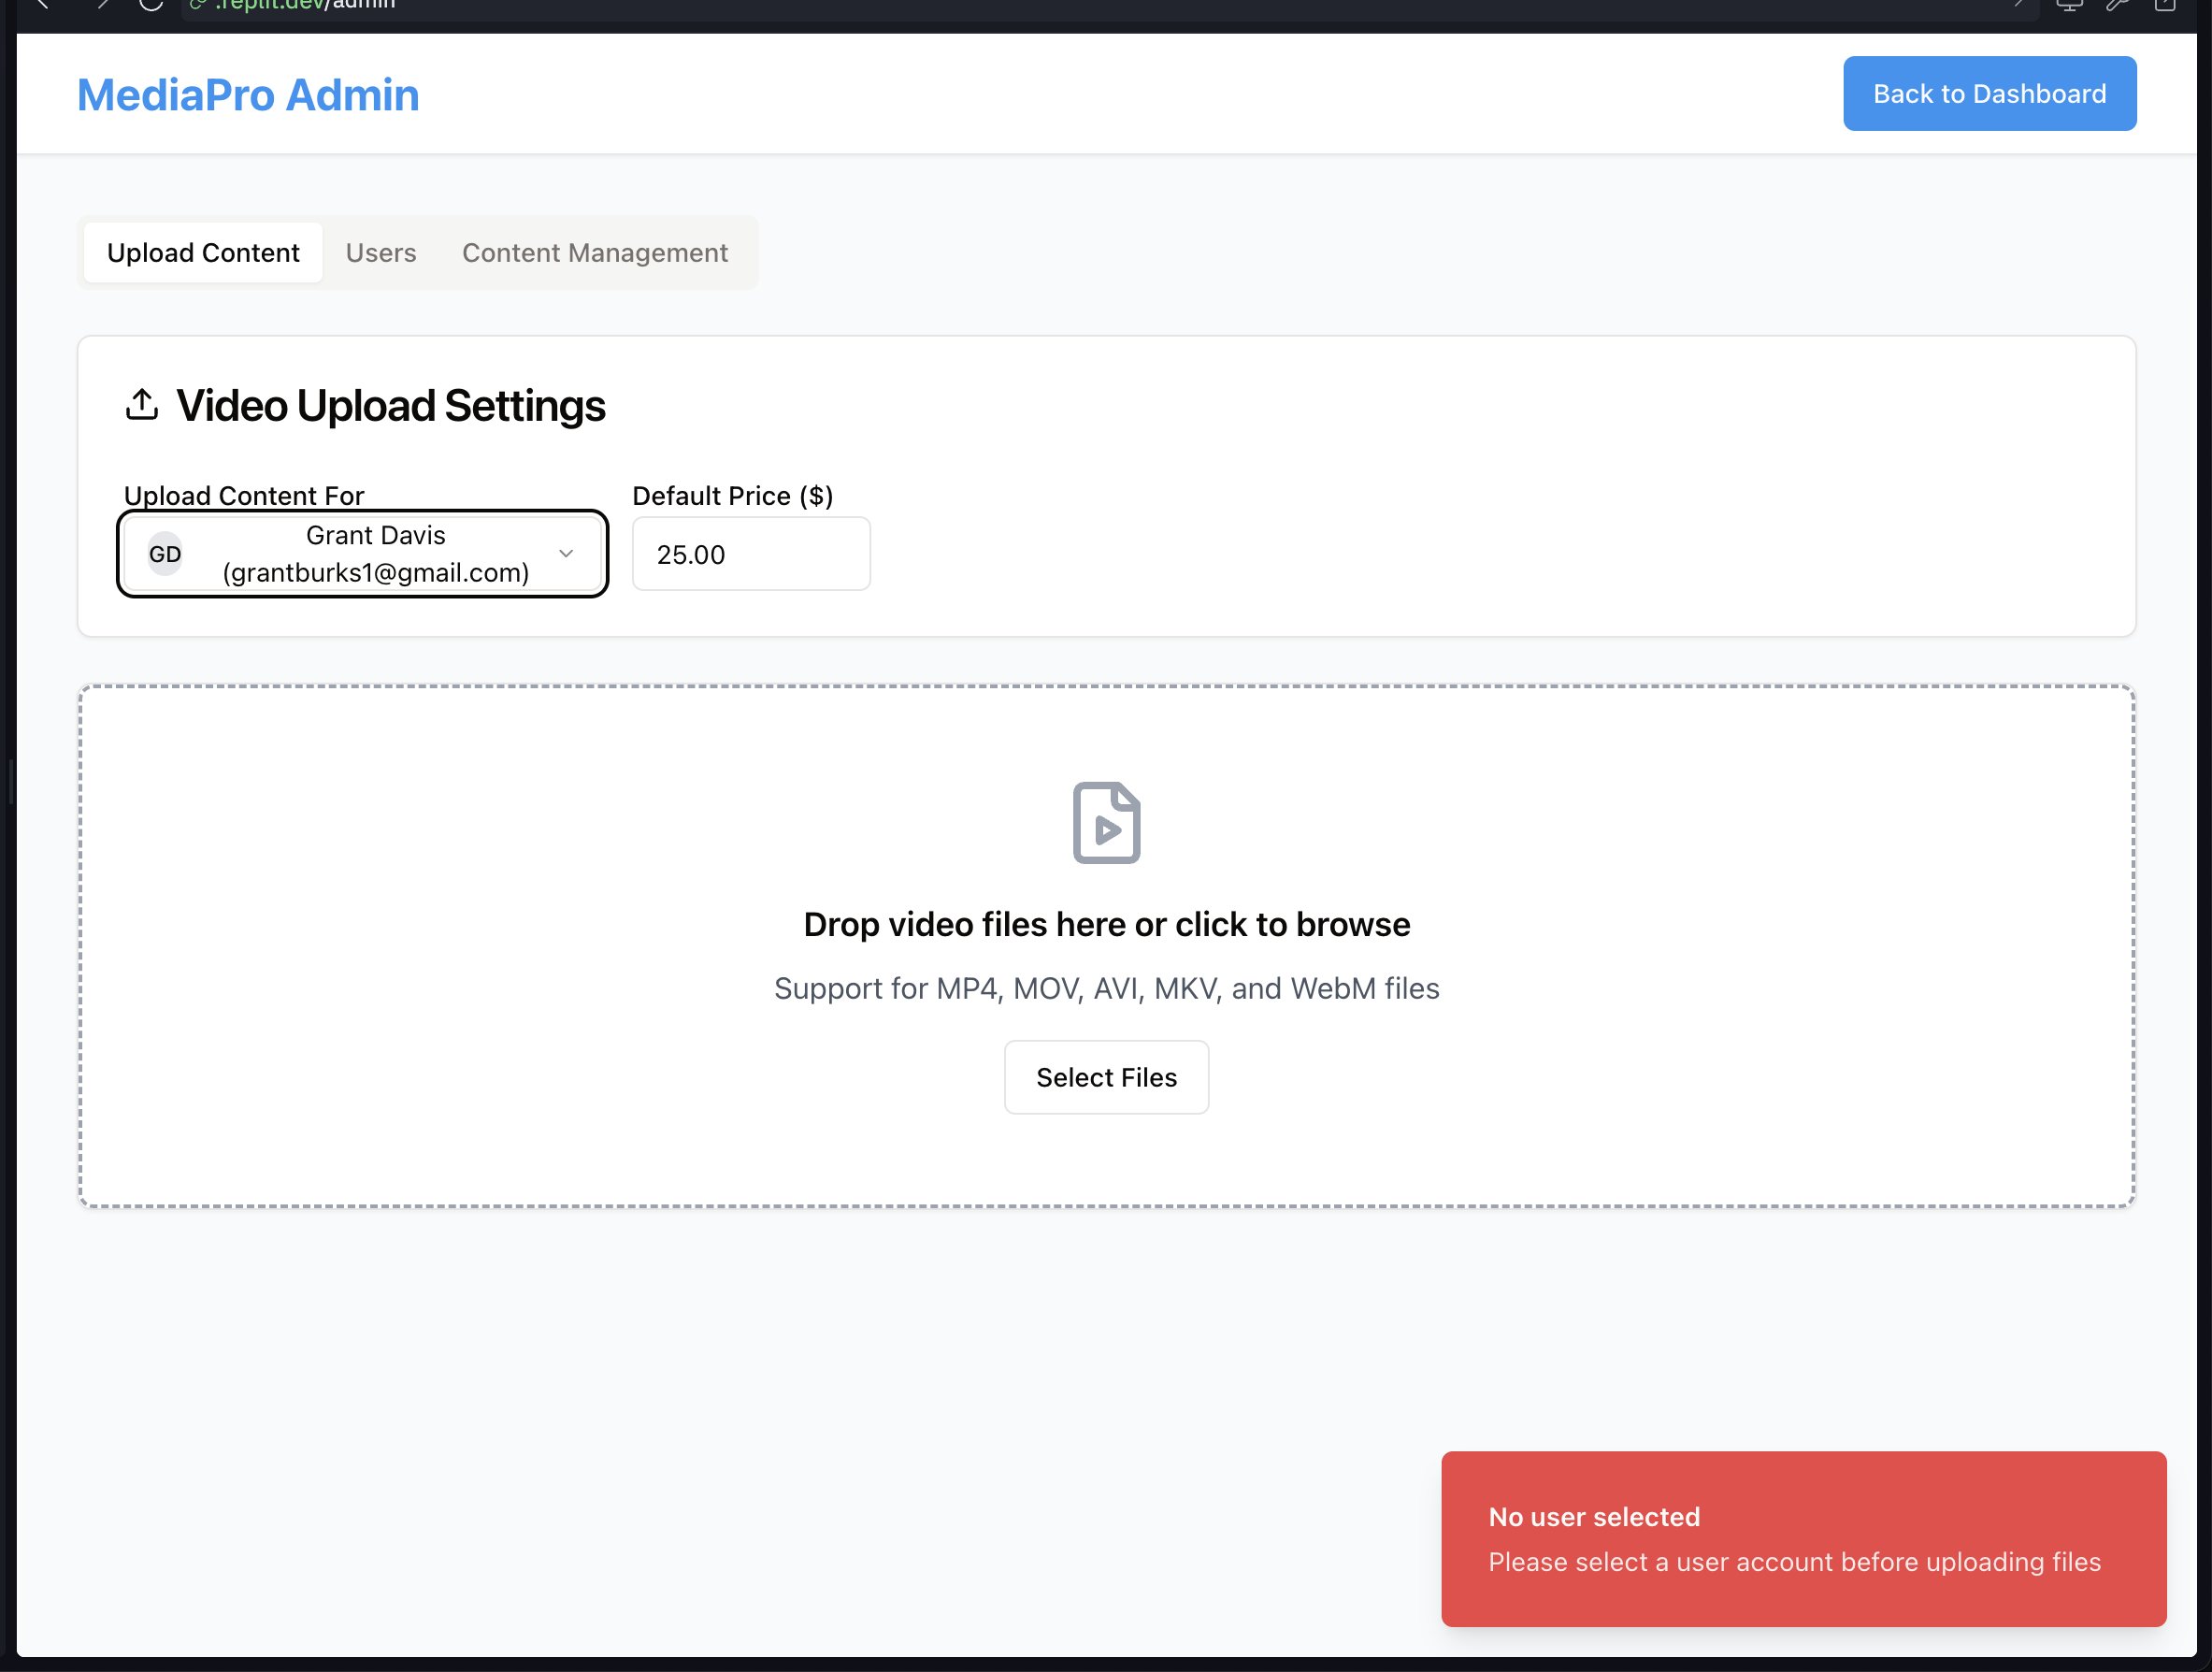 .replit.dev/admin
MediaPro Admin
Back to Dashboard
Upload Content
Users
Content Management
Video Upload Settings
Upload Content For
Default Price ($)
GD
Grant Davis
(grantburks1@gmail.com)
25.00
Drop video files here or click to browse
Support for MP4, MOV, AVI, MKV, and WebM files
Select Files
No user selected
Please select a user account before uploading files